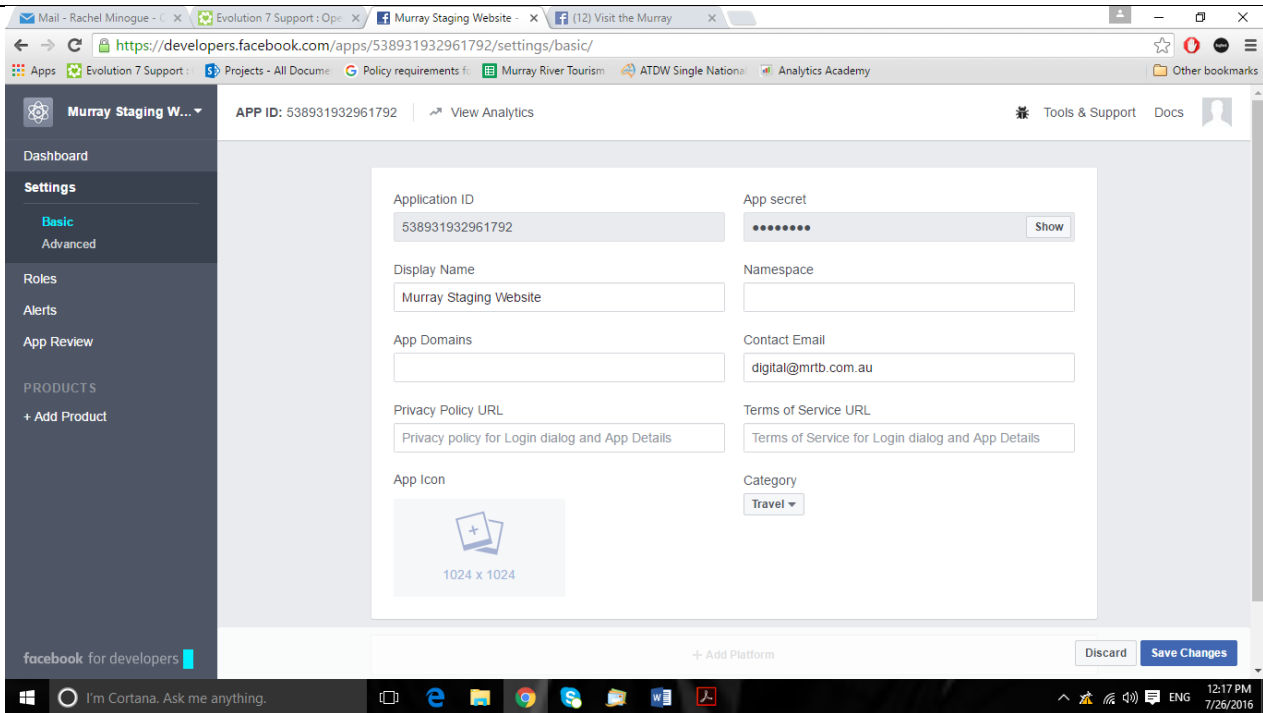 Mail - Rachel Minogue - Evolution 7 Support : Ope Murray Staging Website - (12) Visit the Murray
https://developers.facebook.com/apps/538931932961792/settings/basic/
Apps Evolution 7 Support : Projects - All Docume Policy requirements fo Murray River Tourism ATDW Single National Analytics Academy Other bookmarks
Murray Staging W... APP ID: 538931932961792 View Analytics Tools & Support Docs
Dashboard
Settings
Basic
Advanced
Roles
Alerts
App Review
PRODUCTS
+ Add Product
Application ID App secret
538931932961792 •••••••• Show
Display Name Namespace
Murray Staging Website
App Domains Contact Email
digital@mrtb.com.au
Privacy Policy URL Terms of Service URL
Privacy policy for Login dialog and App Details Terms of Service for Login dialog and App Details
App Icon Category
Travel
1024 x 1024
facebook for developers + Add Platform Discard Save Changes
I'm Cortana. Ask me anything. ENG 12:17 PM
7/26/2016